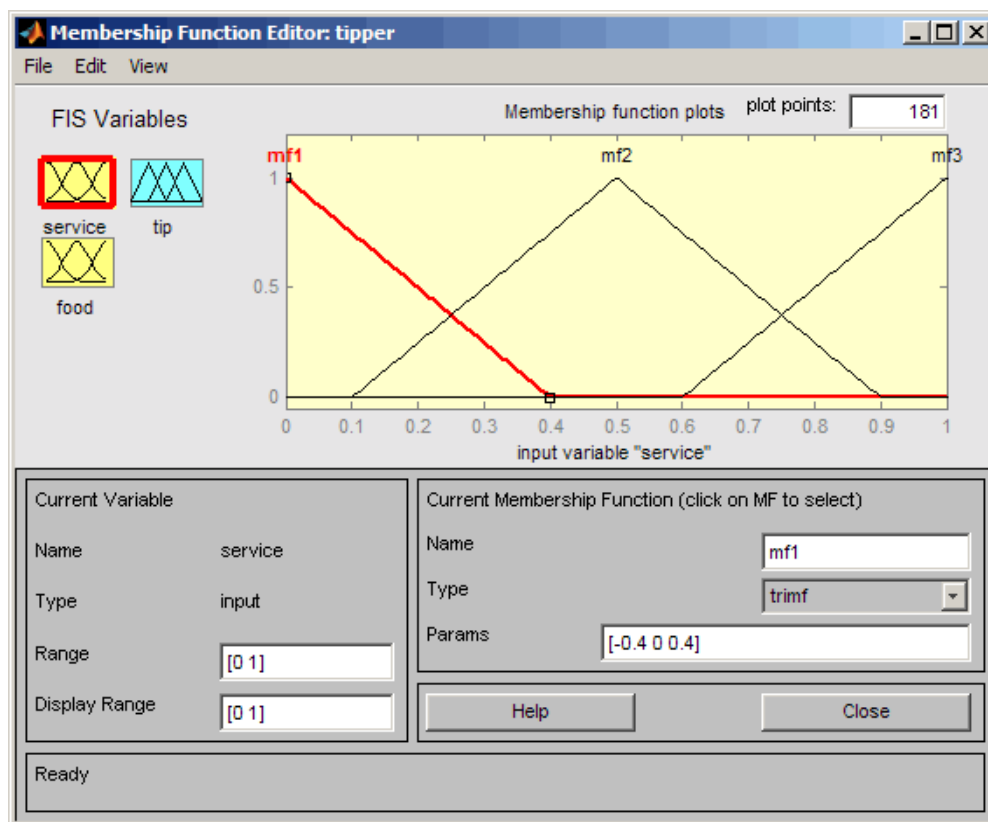 Membership Function Editor: tipper
File Edit View
FIS Variables
service
tip
food
Membership function plots
plot points: 181
mf1 mf2 mf3
1
0.5
0
0 0.1 0.2 0.3 0.4 0.5 0.6 0.7 0.8 0.9 1
input variable "service"
Current Variable
Name service
Type input
Range [0 1]
Display Range [0 1]
Current Membership Function (click on MF to select)
Name mf1
Type trimf
Params [-0.4 0 0.4]
Help Close
Ready